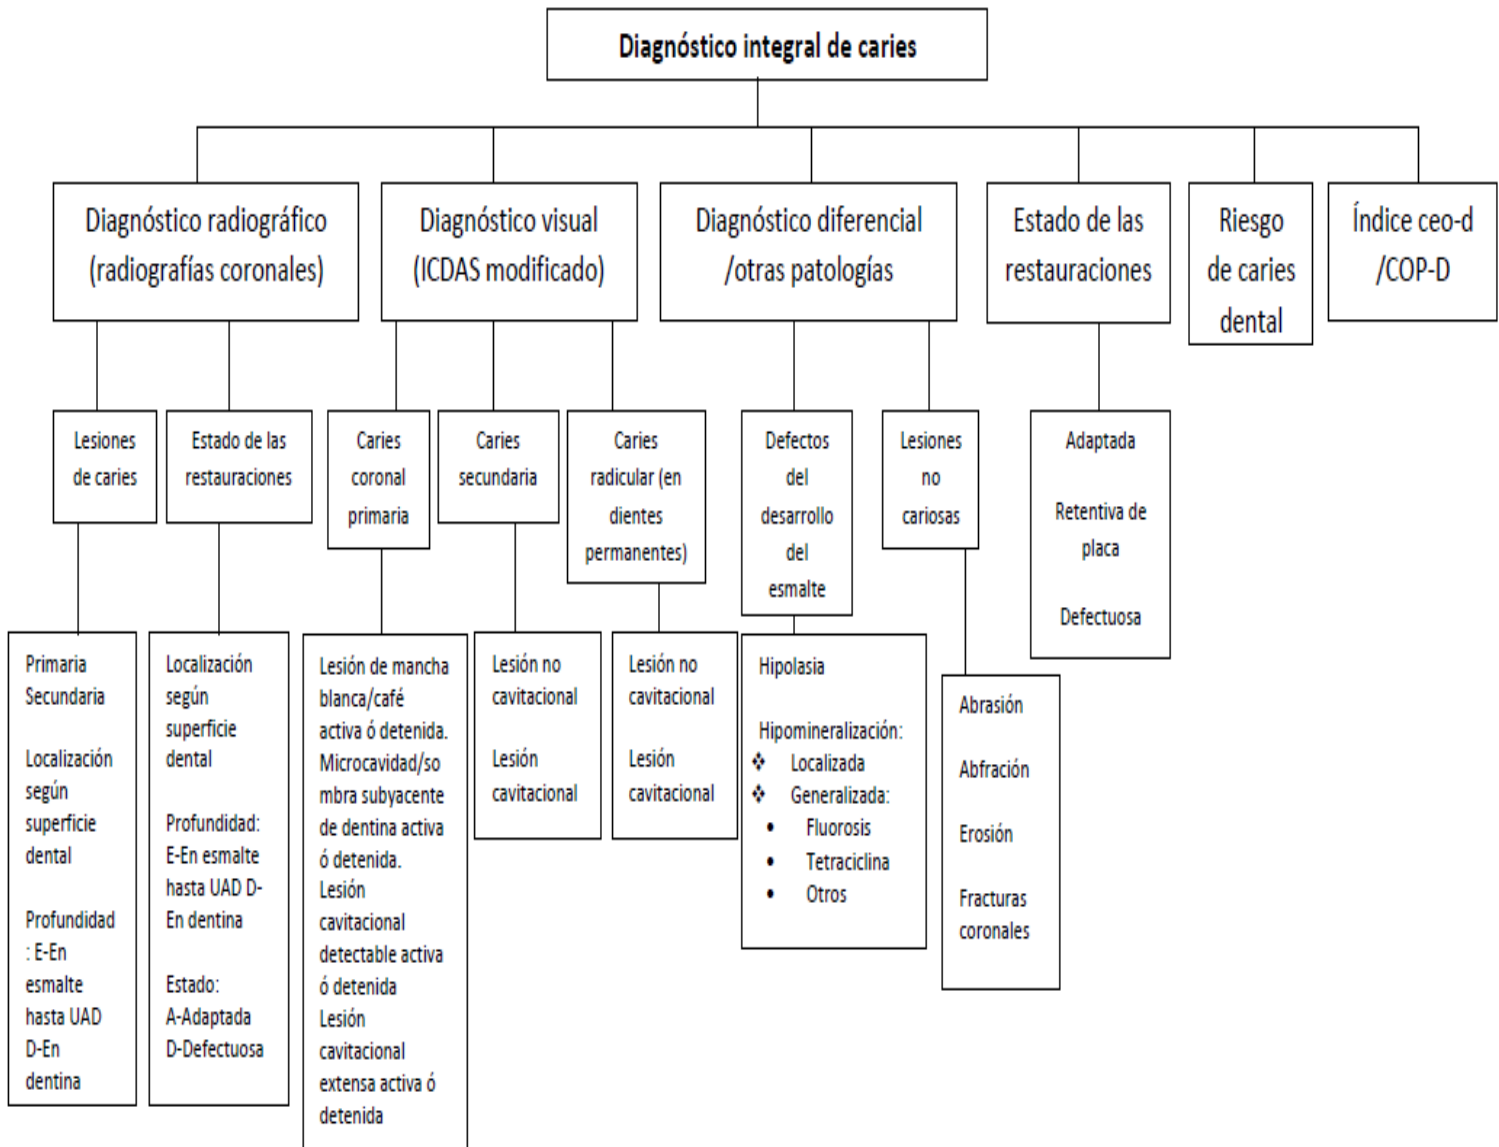 Diagnóstico integral de caries
Diagnóstico radiográfico
(radiografías coronales)
Diagnóstico visual
(ICDAS modificado)
Diagnóstico diferencial
/otras patologías
Estado de las
restauraciones
Riesgo
de caries
dental
Índice ceo-d
/COP-D
Lesiones
de caries
Estado de las
restauraciones
Caries
coronal
primaria
Caries
secundaria
Caries
radicular (en
dientes
permanentes)
Defectos
del
desarrollo
del
esmalte
Lesiones
no
cariosas
Adaptada
Retentiva de
placa
Defectuosa
Primaria
Secundaria
Localización
según
superficie
dental
Profundidad
: E-En
esmalte
hasta UAD
D-En
dentina
Localización
según
superficie
dental
Profundidad:
E-En esmalte
hasta UAD D-
En dentina
Estado:
A-Adaptada
D-Defectuosa
Lesión de mancha
blanca/café
activa ó detenida.
Microcavidad/so
mbra subyacente
de dentina activa
ó detenida.
Lesión
cavitacional
detectable activa
ó detenida
Lesión
cavitacional
extensa activa ó
detenida
Lesión no
cavitacional
Lesión
cavitacional
Lesión no
cavitacional
Lesión
cavitacional
Hipolasia
Hipomineralización:
❖ Localizada
❖ Generalizada:
• Fluorosis
• Tetraciclina
• Otros
Abrasión
Abfración
Erosión
Fracturas
coronales